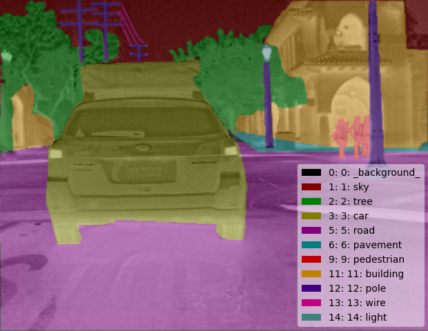 0: 0: _background_
1: 1: sky
2: 2: tree
3: 3: car
5: 5: road
6: 6: pavement
9: 9: pedestrian
11: 11: building
12: 12: pole
13: 13: wire
14: 14: light